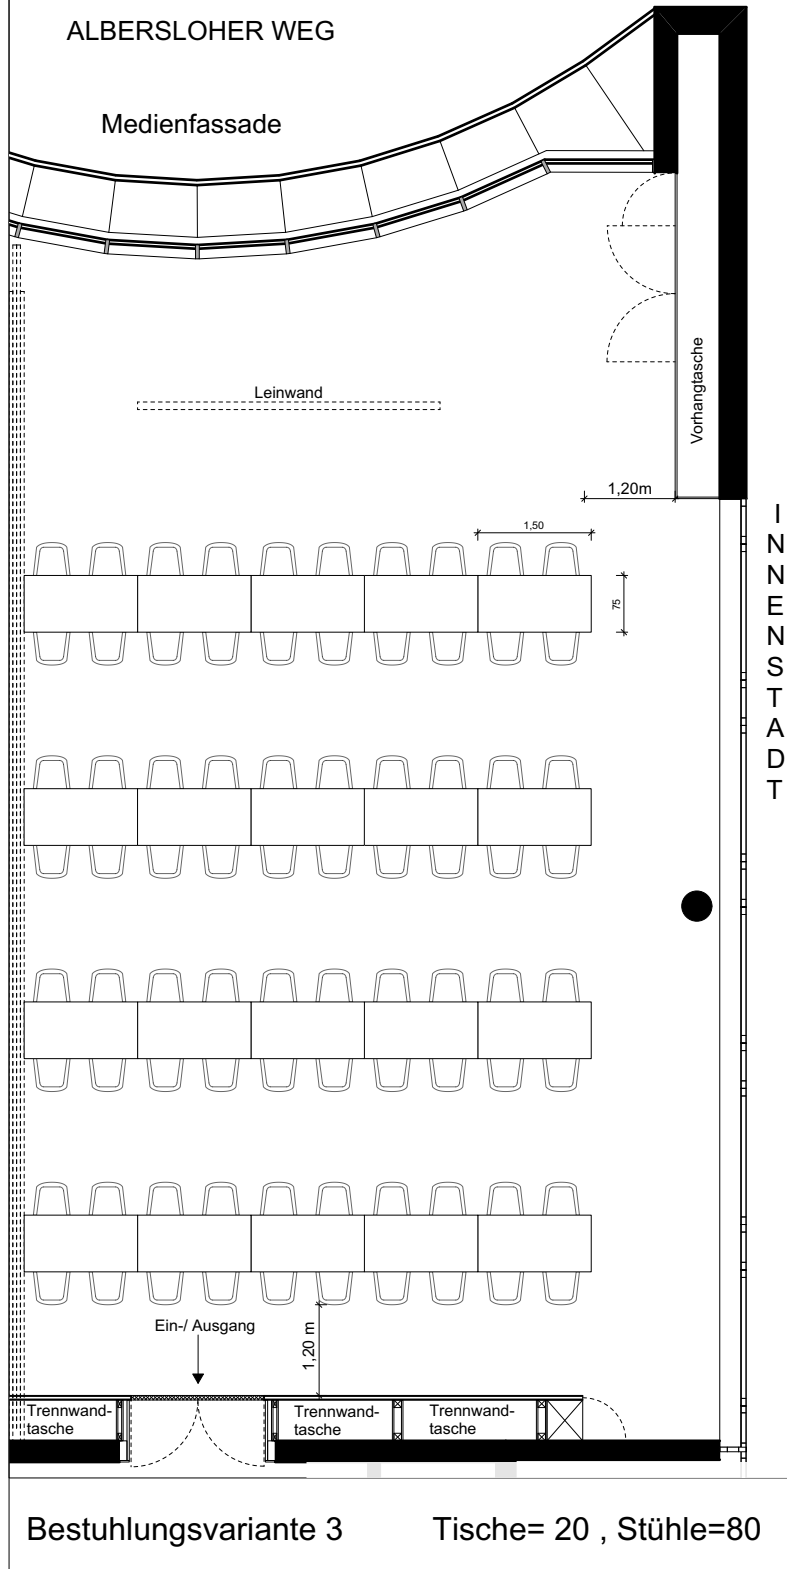 ALBERSLOHER WEG
Medienfassade
Leinwand
Vorhangtasche
1,20m
1,50
75
INNENSTADT
Ein-/ Ausgang
1,20 m
Trennwand-
tasche
Trennwand-
tasche
Trennwand-
tasche
Bestuhlungsvariante 3 Tische= 20 , Stühle=80